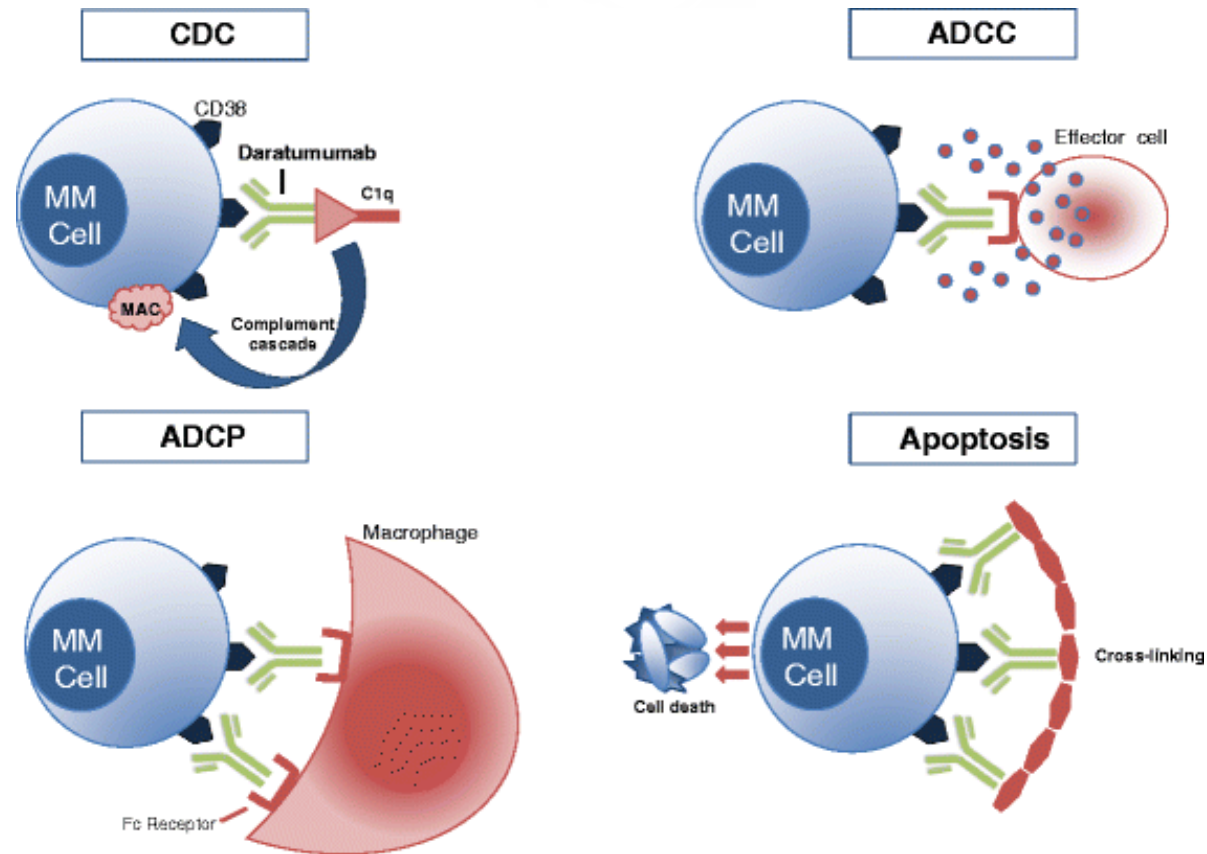 CDC
CD38
Daratumumab
C1q
MM
Cell
MAC
Complement
cascade
ADCC
Effector cell
MM
Cell
ADCP
Macrophage
MM
Cell
Fc Receptor
Apoptosis
MM
Cell
Cell death
Cross-linking